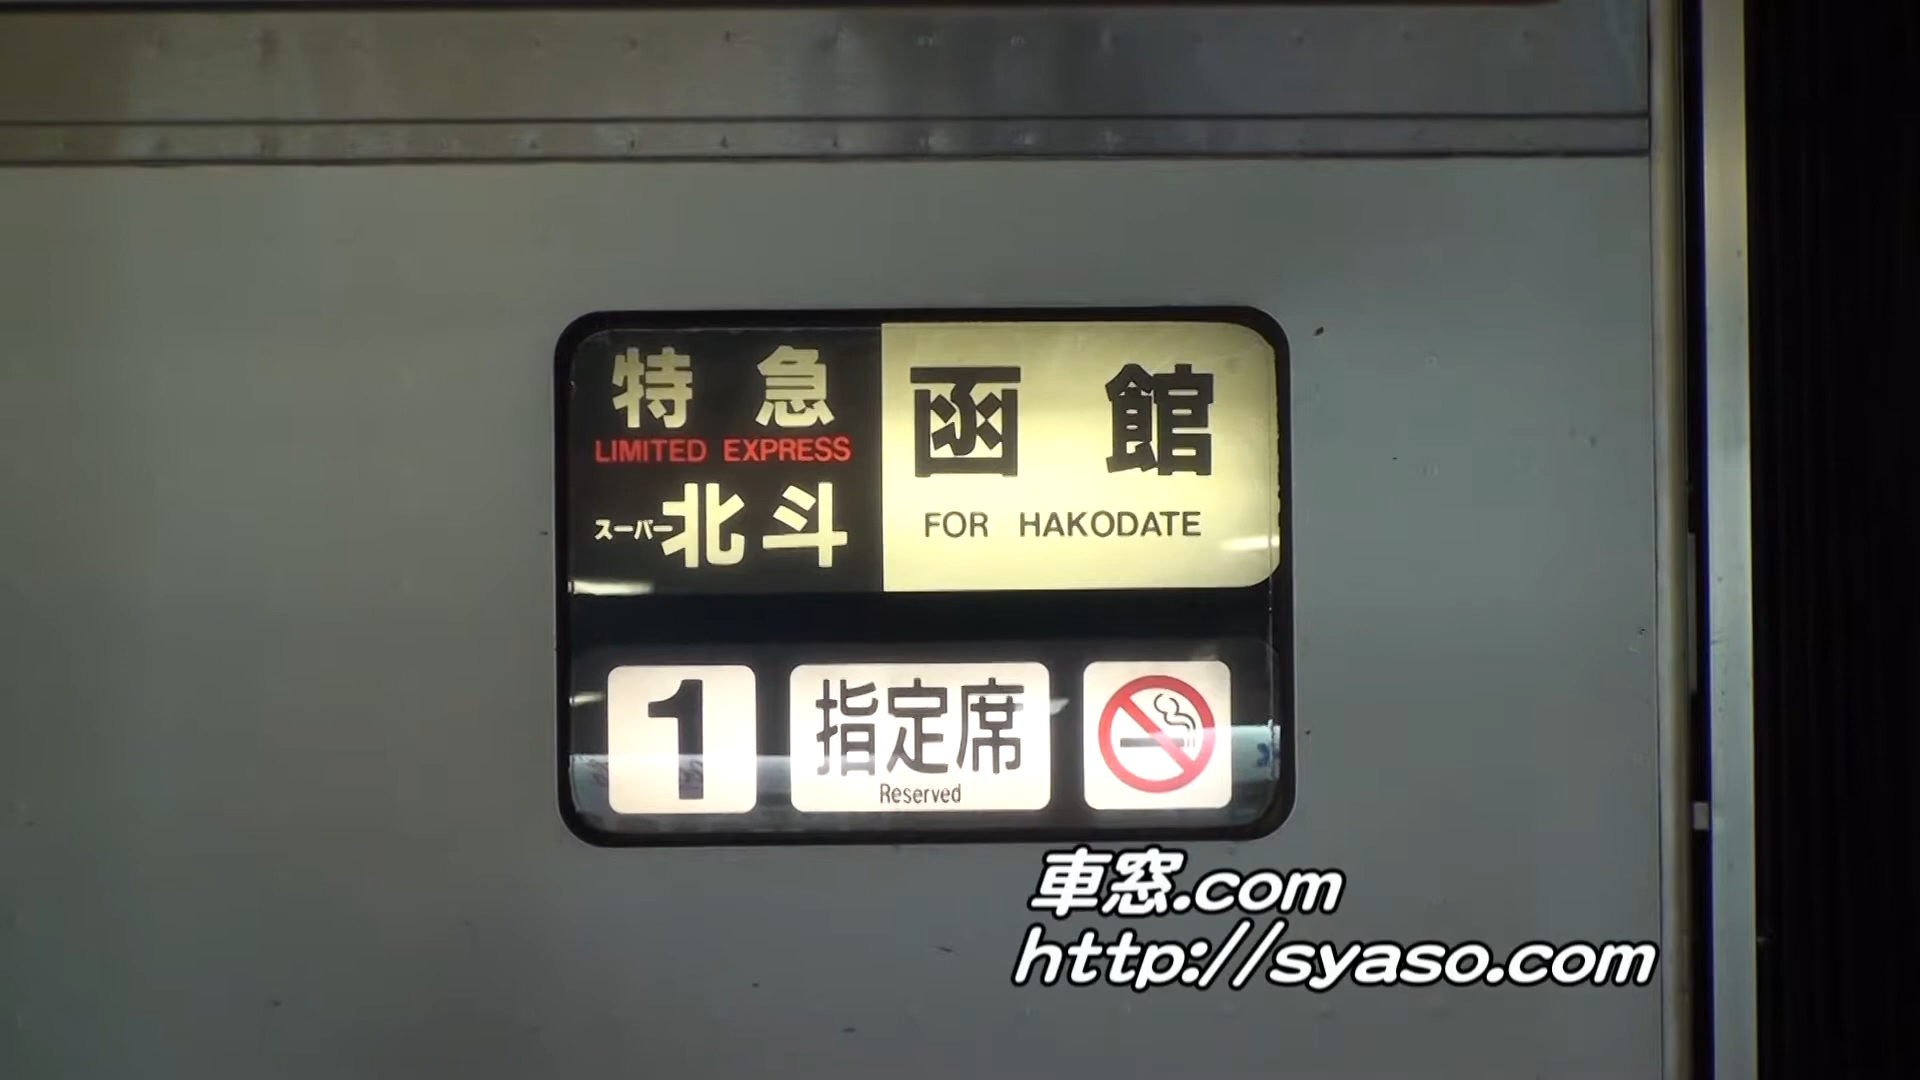 特急
LIMITED EXPRESS
スーパー北斗
函館
FOR HAKODATE
1
指定席
Reserved
車窓.com
http://syaso.com